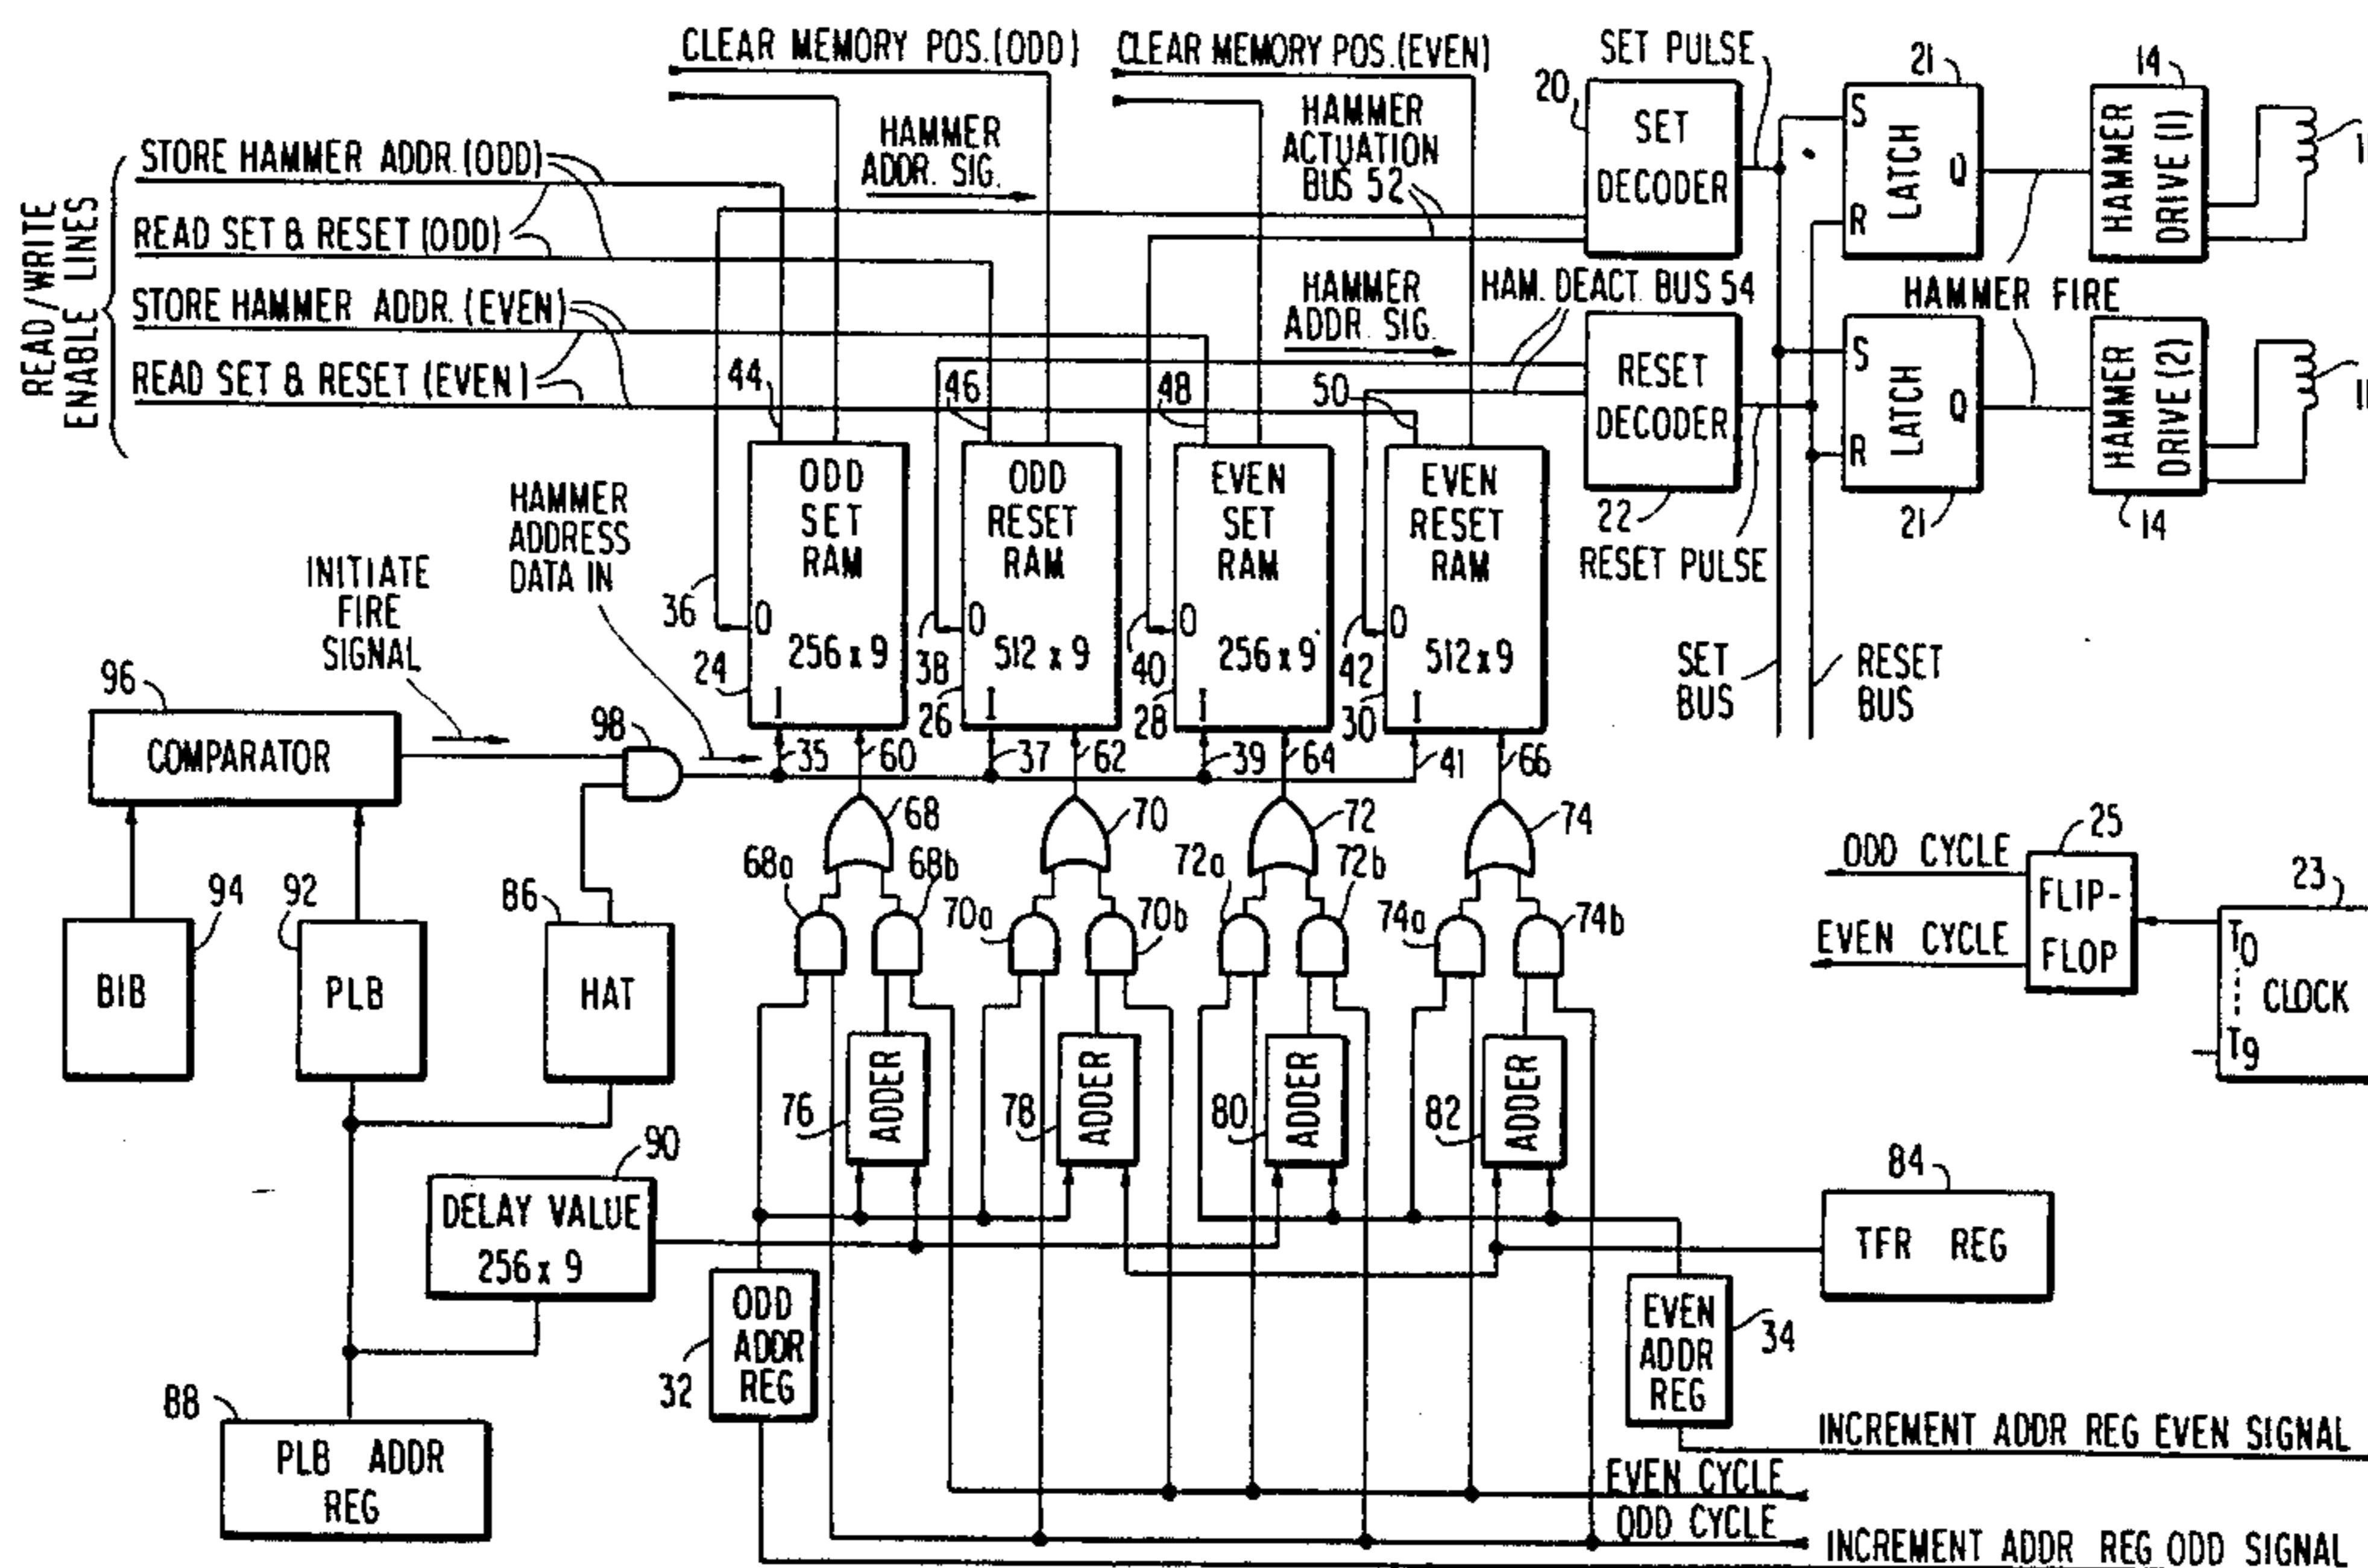 CLEAR MEMORY POS.(ODD)
CLEAR MEMORY POS.(EVEN)
SET PULSE
21
14
20
HAMMER
ADDR. SIG.
HAMMER
ACTUATION
BUS 52
SET
DECODER
S
LATCH
Q
R
HAMMER
DRIVE (1)
READ/WRITE
ENABLE LINES
STORE HAMMER ADDR.(ODD)
READ SET & RESET (ODD)
STORE HAMMER ADDR. (EVEN)
READ SET & RESET (EVEN)
HAMMER
ADDR. SIG.
HAM. DEACT. BUS 54
HAMMER FIRE
RESET
DECODER
S
LATCH
Q
R
HAMMER
DRIVE (2)
44
46
48
50
22
21
14
RESET PULSE
ODD
SET
RAM
O
256 x 9
I
ODD
RESET
RAM
O
512 x 9
I
EVEN
SET
RAM
O
256 x 9
I
EVEN
RESET
RAM
O
512 x 9
I
HAMMER
ADDRESS
DATA IN
INITIATE
FIRE
SIGNAL
36
24
38
26
40
28
42
30
SET
BUS
RESET
BUS
96
COMPARATOR
98
35
60
37
62
39
64
41
66
68
70
72
74
68a
68b
70a
70b
72a
72b
74a
74b
94
BIB
92
PLB
86
HAT
ODD CYCLE
EVEN CYCLE
25
FLIP-
FLOP
23
T0
CLOCK
T9
76
ADDER
78
ADDER
80
ADDER
82
ADDER
90
DELAY VALUE
256 x 9
84
TFR REG
ODD
ADDR
REG
32
EVEN
ADDR
REG
34
88
PLB ADDR
REG
INCREMENT ADDR REG EVEN SIGNAL
EVEN CYCLE
ODD CYCLE
INCREMENT ADDR REG ODD SIGNAL